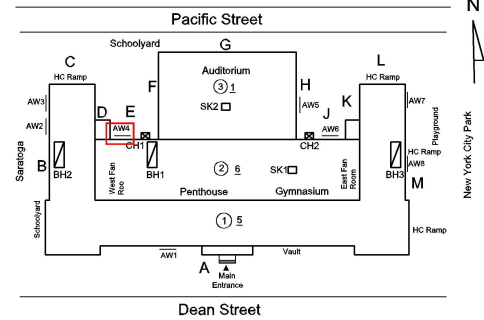 N
Pacific Street
Schoolyard
G
C
L
HC Ramp
HC Ramp
Auditorium
F
3 1
H
SK2
AW3
D
E
AW4
AW5
J
K
AW7
AW2
AW6
CH1
CH2
Playground
New York City Park
Saratoga
B
BH2
West Fan
Roo
BH1
2 6
SK1
East Fan
Room
BH3
HC Ramp
AW8
M
Penthouse
Gymnasium
Schoolyard
1 5
HC Ramp
AW1
A
Vault
Main
Entrance
Dean Street